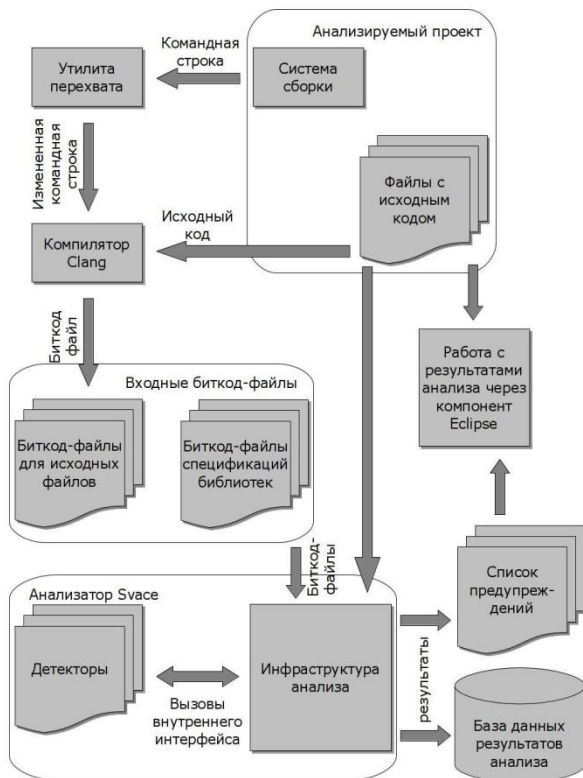 Анализируемый проект
Командная
строка
Утилита
перехвата
Система
сборки
Измененная
командная
строка
Файлы с
исходным
кодом
Исходный
код
Компилятор
Clang
Биткод
файл
Работа с
результатами
анализа через
компонент
Eclipse
Входные биткод-файлы
Биткод-файлы
для исходных
файлов
Биткод-файлы
спецификаций
библиотек
Биткод-
файлы
Список
предупреж-
дений
Анализатор Svace
Детекторы
Инфраструктура
анализа
Вызовы
внутреннего
интерфейса
результаты
База данных
результатов
анализа